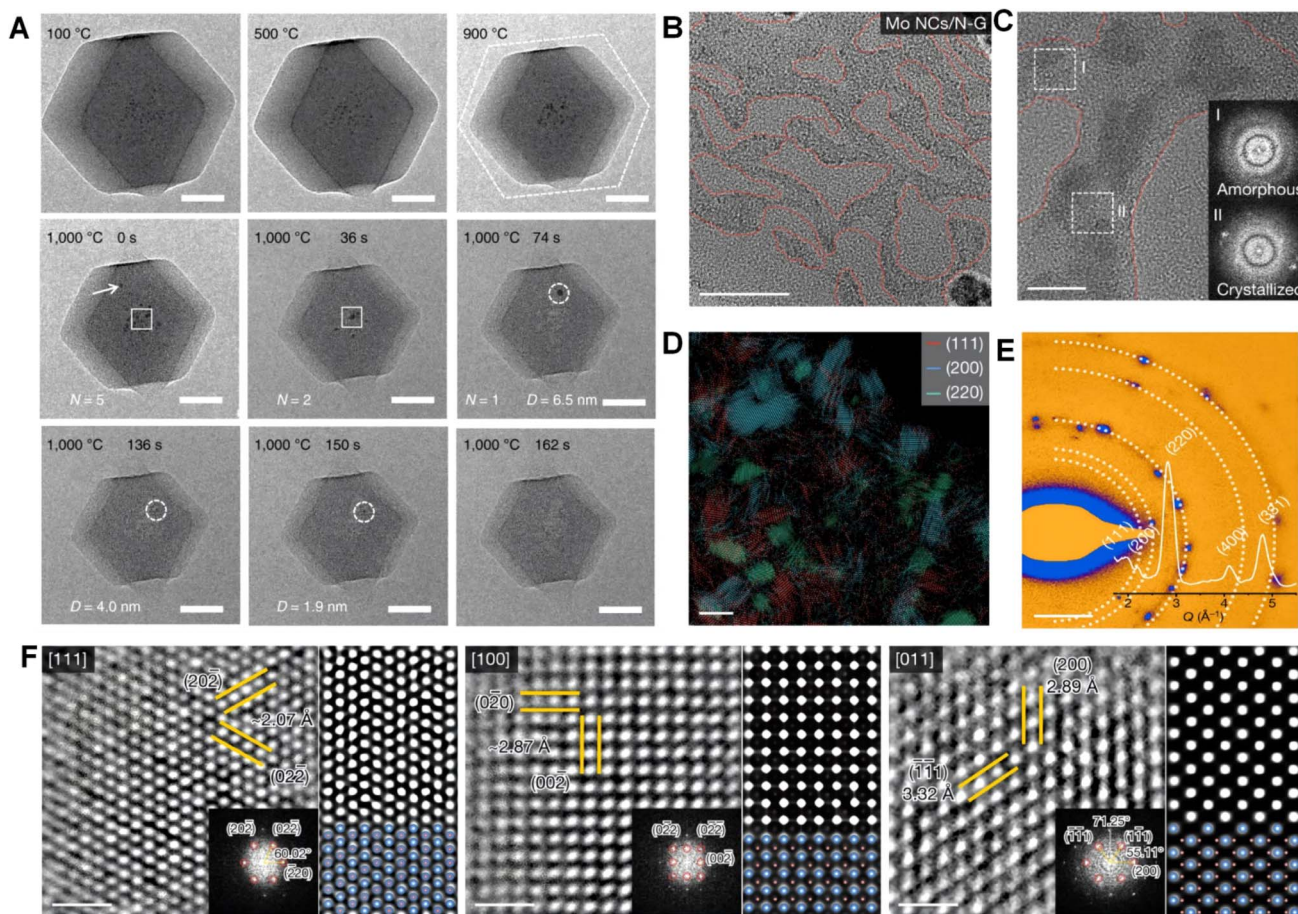 A
100 °C
500 °C
900 °C
1,000 °C 0 s
N = 5
1,000 °C 36 s
N = 2
1,000 °C 74 s
N = 1 D = 6.5 nm
1,000 °C 136 s
D = 4.0 nm
1,000 °C 150 s
D = 1.9 nm
1,000 °C 162 s
B
Mo NCs/N-G
C
I
II
I
Amorphous
II
Crystallized
D
(111)
(200)
(220)
E
(111)
(200)
(220)
(400)
(331)
2 3 4 5
Q (Å⁻¹)
F
[111]
(202̄)
~2.07 Å
(022̄)
(202̄) (022̄)
60.02°
(2̄20)
[100]
(02̄0)
~2.87 Å
(002̄)
(02̄2) (02̄2̄)
(002̄)
[011]
(200)
2.89 Å
(1̄1̄1)
3.32 Å
71.25°
(1̄1̄1) (11̄1)
55.11°
(200)